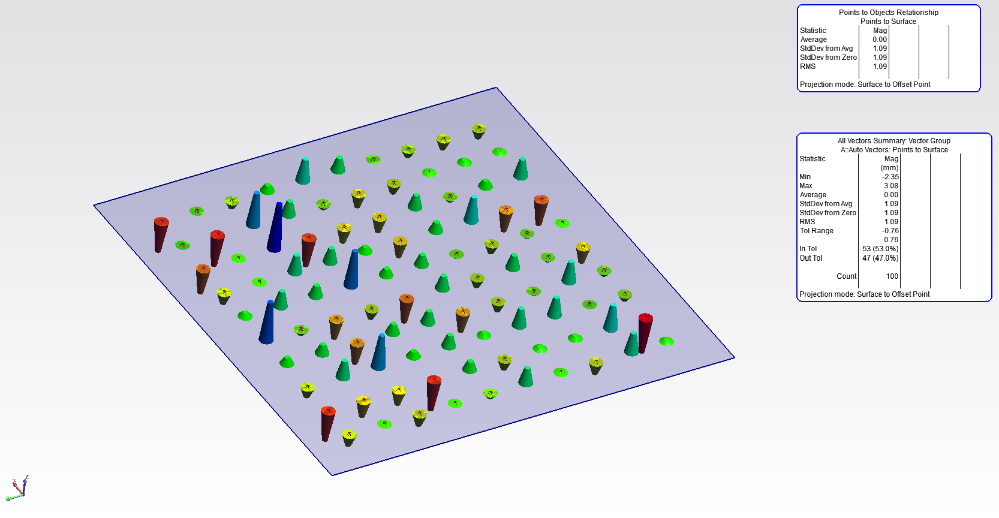 Points to Objects Relationship
Points to Surface
Statistic Mag
Average 0.00
StdDev from Avg 1.09
StdDev from Zero 1.09
RMS 1.09
Projection mode: Surface to Offset Point
All Vectors Summary: Vector Group
A::Auto Vectors: Points to Surface
Statistic Mag
(mm)
Min -2.35
Max 3.08
Average 0.00
StdDev from Avg 1.09
StdDev from Zero 1.09
RMS 1.09
Tol Range -0.76
0.76
In Tol 53 (53.0%)
Out Tol 47 (47.0%)
Count 100
Projection mode: Surface to Offset Point
Z
X